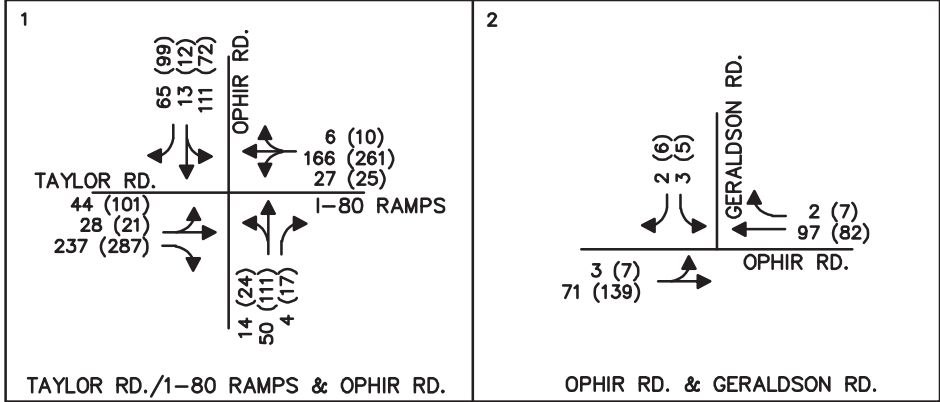 1
65 (99)
13 (12)
111 (72)
OPHIR RD.
6 (10)
166 (261)
27 (25)
TAYLOR RD.
I-80 RAMPS
44 (101)
28 (21)
237 (287)
14 (24)
50 (111)
4 (17)
TAYLOR RD./1-80 RAMPS & OPHIR RD.
2
2 (6)
3 (5)
GERALDSON RD.
2 (7)
97 (82)
OPHIR RD.
3 (7)
71 (139)
OPHIR RD. & GERALDSON RD.